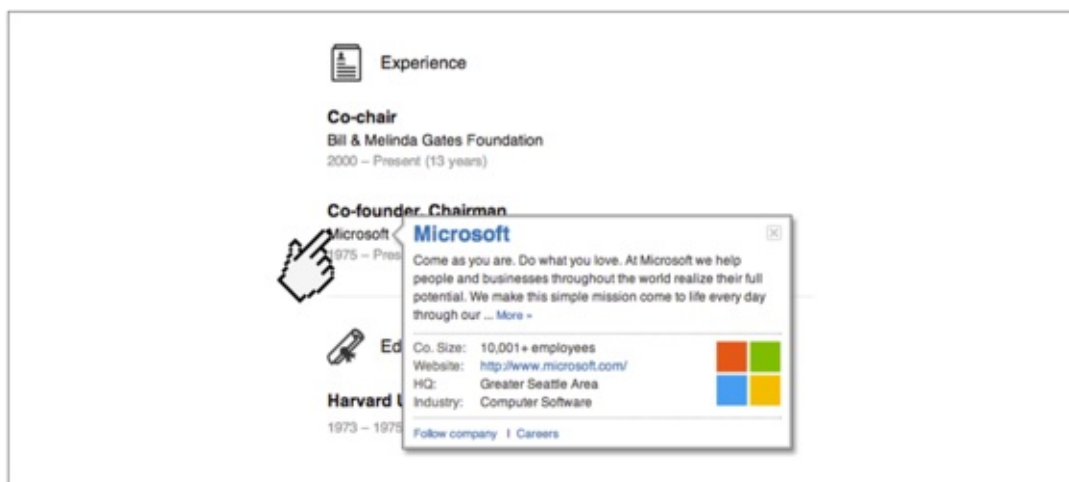 Experience
Co-chair
Bill & Melinda Gates Foundation
2000 – Present (13 years)
Co-founder, Chairman
Microsoft
1975 – Pres
Microsoft
Come as you are. Do what you love. At Microsoft we help
people and businesses throughout the world realize their full
potential. We make this simple mission come to life every day
through our ... More »
Co. Size: 10,001+ employees
Website: http://www.microsoft.com/
HQ: Greater Seattle Area
Industry: Computer Software
Follow company | Careers
Ed
Harvard U
1973 – 1975